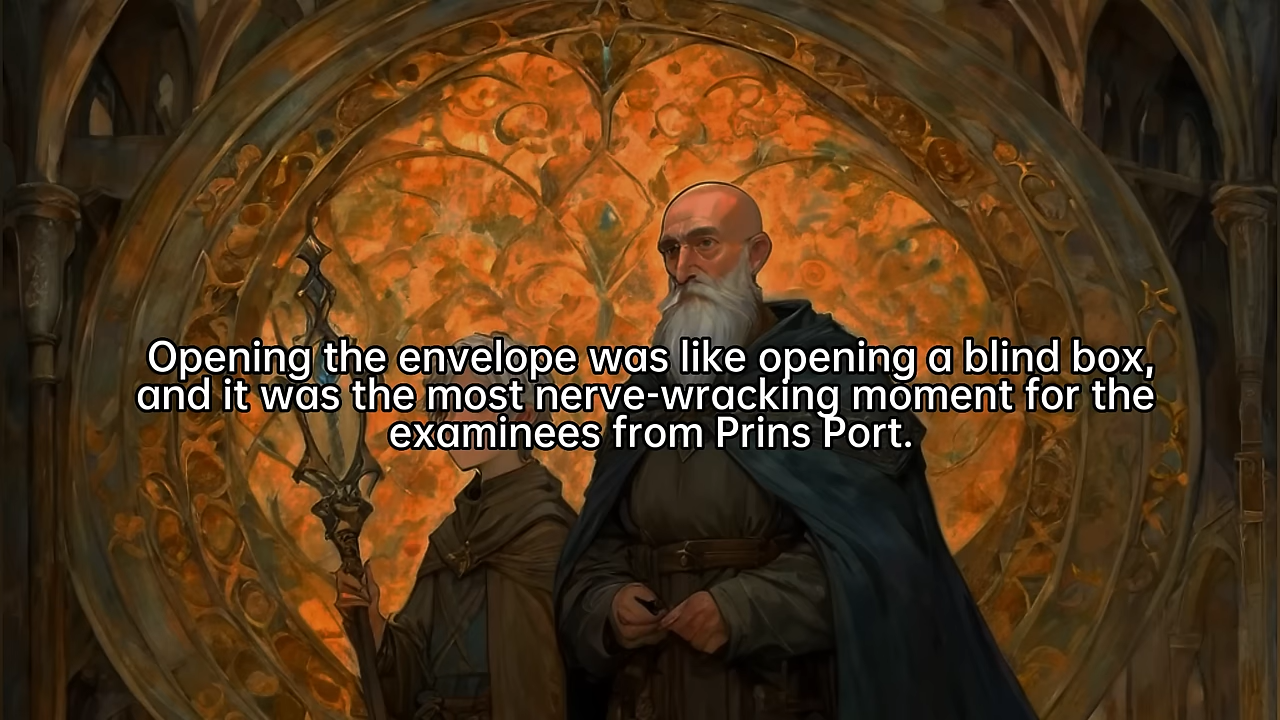 Opening the envelope was like opening a blind box,
and it was the most nerve-wracking moment for the
examinees from Prins Port.